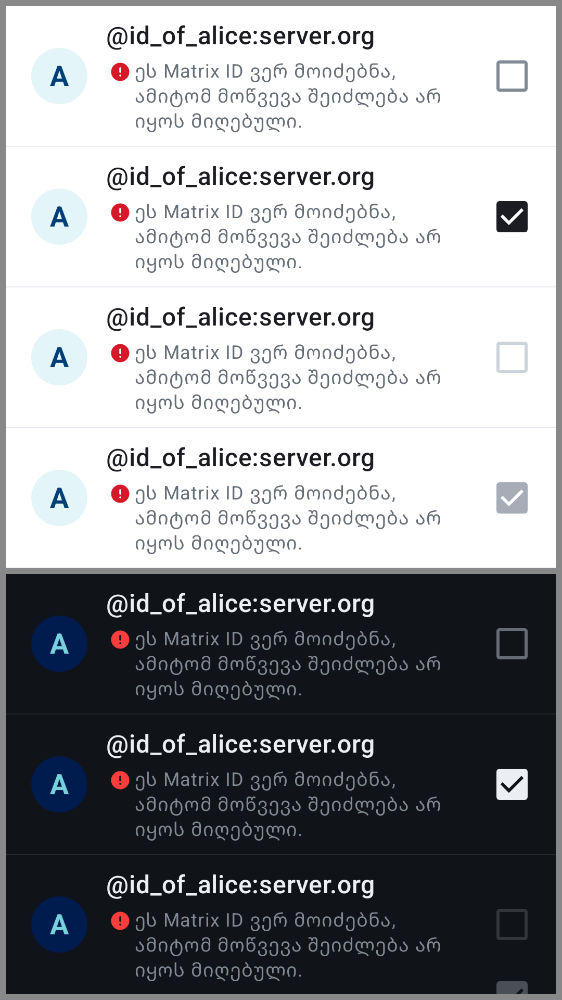 @id_of_alice:server.org
A
ეს Matrix ID ვერ მოიძებნა,
ამიტომ მოწვევა შეიძლება არ
იყოს მიღებული.
@id_of_alice:server.org
A
ეს Matrix ID ვერ მოიძებნა,
ამიტომ მოწვევა შეიძლება არ
იყოს მიღებული.
@id_of_alice:server.org
A
ეს Matrix ID ვერ მოიძებნა,
ამიტომ მოწვევა შეიძლება არ
იყოს მიღებული.
@id_of_alice:server.org
A
ეს Matrix ID ვერ მოიძებნა,
ამიტომ მოწვევა შეიძლება არ
იყოს მიღებული.
@id_of_alice:server.org
A
ეს Matrix ID ვერ მოიძებნა,
ამიტომ მოწვევა შეიძლება არ
იყოს მიღებული.
@id_of_alice:server.org
A
ეს Matrix ID ვერ მოიძებნა,
ამიტომ მოწვევა შეიძლება არ
იყოს მიღებული.
@id_of_alice:server.org
A
ეს Matrix ID ვერ მოიძებნა,
ამიტომ მოწვევა შეიძლება არ
იყოს მიღებული.